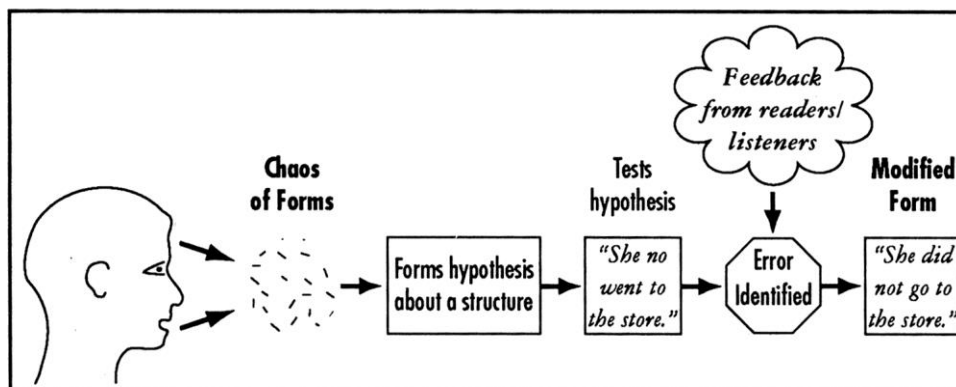 Feedback
from readers/
listeners
Chaos
of Forms
Tests
hypothesis
Modified
Form
Forms hypothesis
about a structure
"She no
went to
the store."
Error
Identified
"She did
not go to
the store."